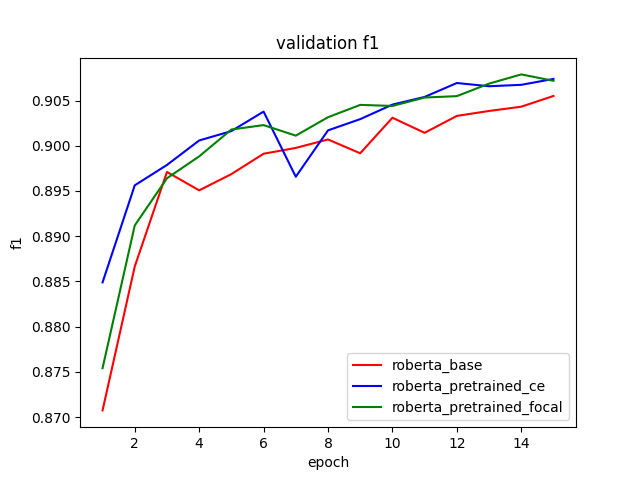 validation f1
f1
0.905
0.900
0.895
0.890
0.885
0.880
0.875
0.870
roberta_base
roberta_pretrained_ce
roberta_pretrained_focal
2 4 6 8 10 12 14
epoch